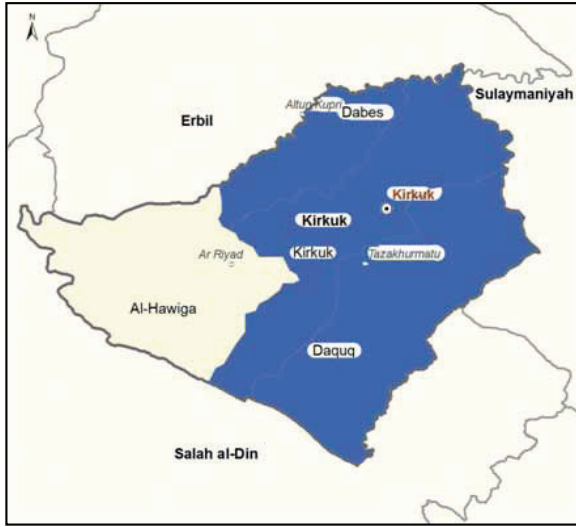 N
Sulaymaniyah
Altun Kupri
Dabes
Erbil
Kirkuk
Kirkuk
Ar Riyad
Kirkuk
Tazakhurmatu
Al-Hawiga
Daquq
Salah al-Din